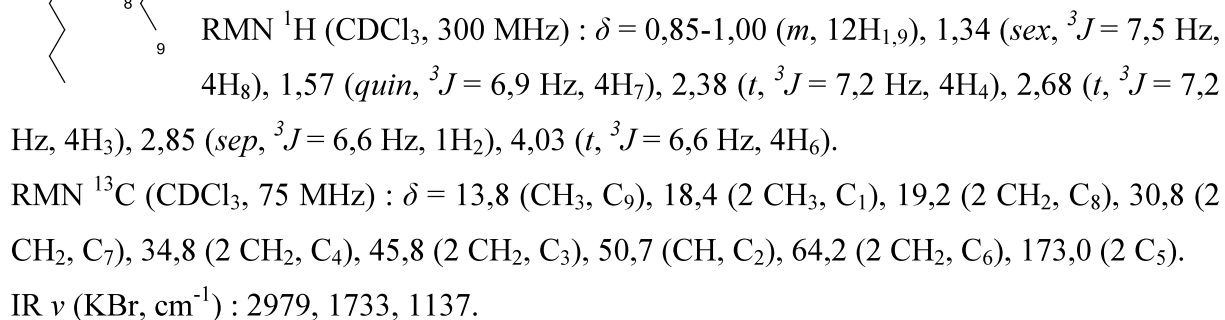 8
9
RMN ¹H (CDCl₃, 300 MHz) : δ = 0,85-1,00 (m, 12H₁,₉), 1,34 (sex, ³J = 7,5 Hz,
4H₈), 1,57 (quin, ³J = 6,9 Hz, 4H₇), 2,38 (t, ³J = 7,2 Hz, 4H₄), 2,68 (t, ³J = 7,2
Hz, 4H₃), 2,85 (sep, ³J = 6,6 Hz, 1H₂), 4,03 (t, ³J = 6,6 Hz, 4H₆).
RMN ¹³C (CDCl₃, 75 MHz) : δ = 13,8 (CH₃, C₉), 18,4 (2 CH₃, C₁), 19,2 (2 CH₂, C₈), 30,8 (2
CH₂, C₇), 34,8 (2 CH₂, C₄), 45,8 (2 CH₂, C₃), 50,7 (CH, C₂), 64,2 (2 CH₂, C₆), 173,0 (2 C₅).
IR ν (KBr, cm⁻¹) : 2979, 1733, 1137.